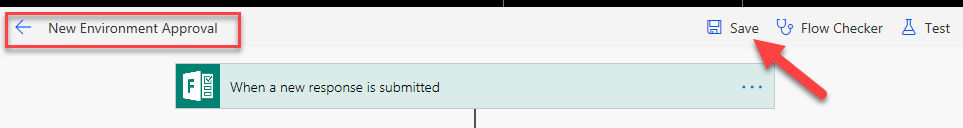 New Environment Approval
Save Flow Checker Test
When a new response is submitted